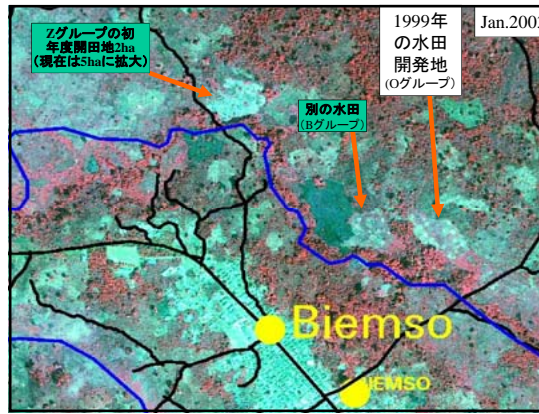 Zグループの初
年度開田地2ha
（現在は5haに拡大）
1999年
の水田
開発地
(Oグループ)
別の水田
（Bグループ）
Biemso
BIEMSO